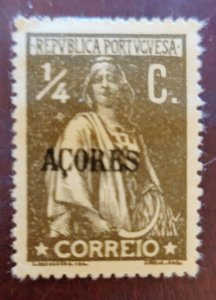 REPVBLICA PORTVGVESA
1/4 C.
AÇORES
CORREIO